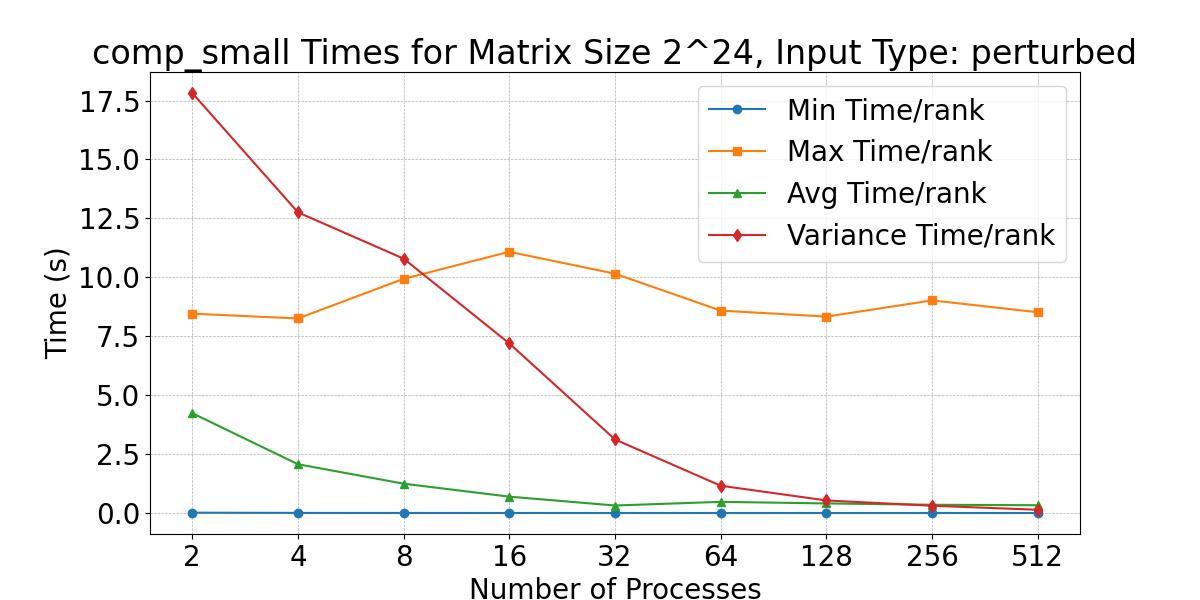 comp_small Times for Matrix Size 2^24, Input Type: perturbed
Min Time/rank
Max Time/rank
Avg Time/rank
Variance Time/rank
Time (s)
17.5
15.0
12.5
10.0
7.5
5.0
2.5
0.0
2 4 8 16 32 64 128 256 512
Number of Processes